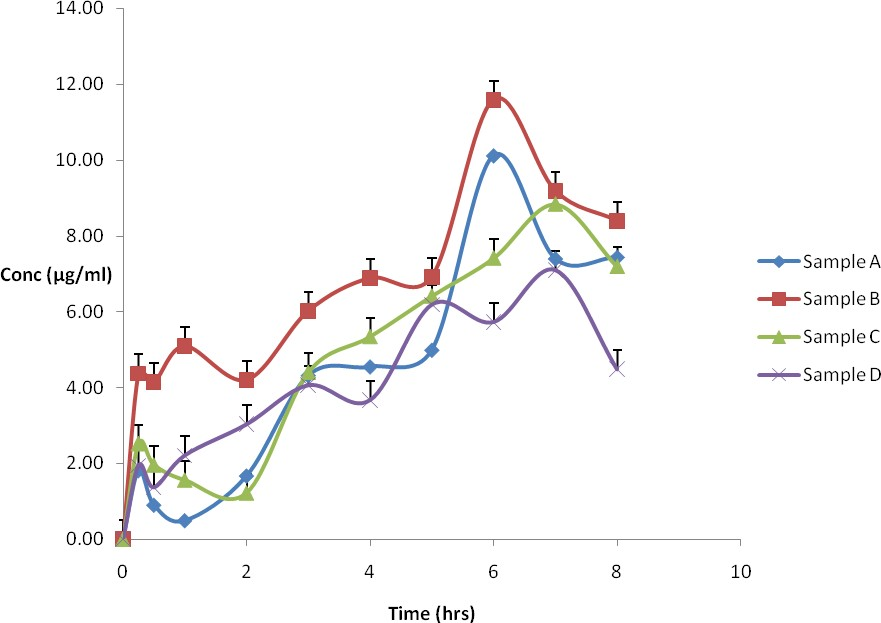 14.00
12.00
10.00
8.00
Conc (µg/ml)
6.00
4.00
2.00
0.00
0 2 4 6 8 10
Time (hrs)
Sample A
Sample B
Sample C
Sample D